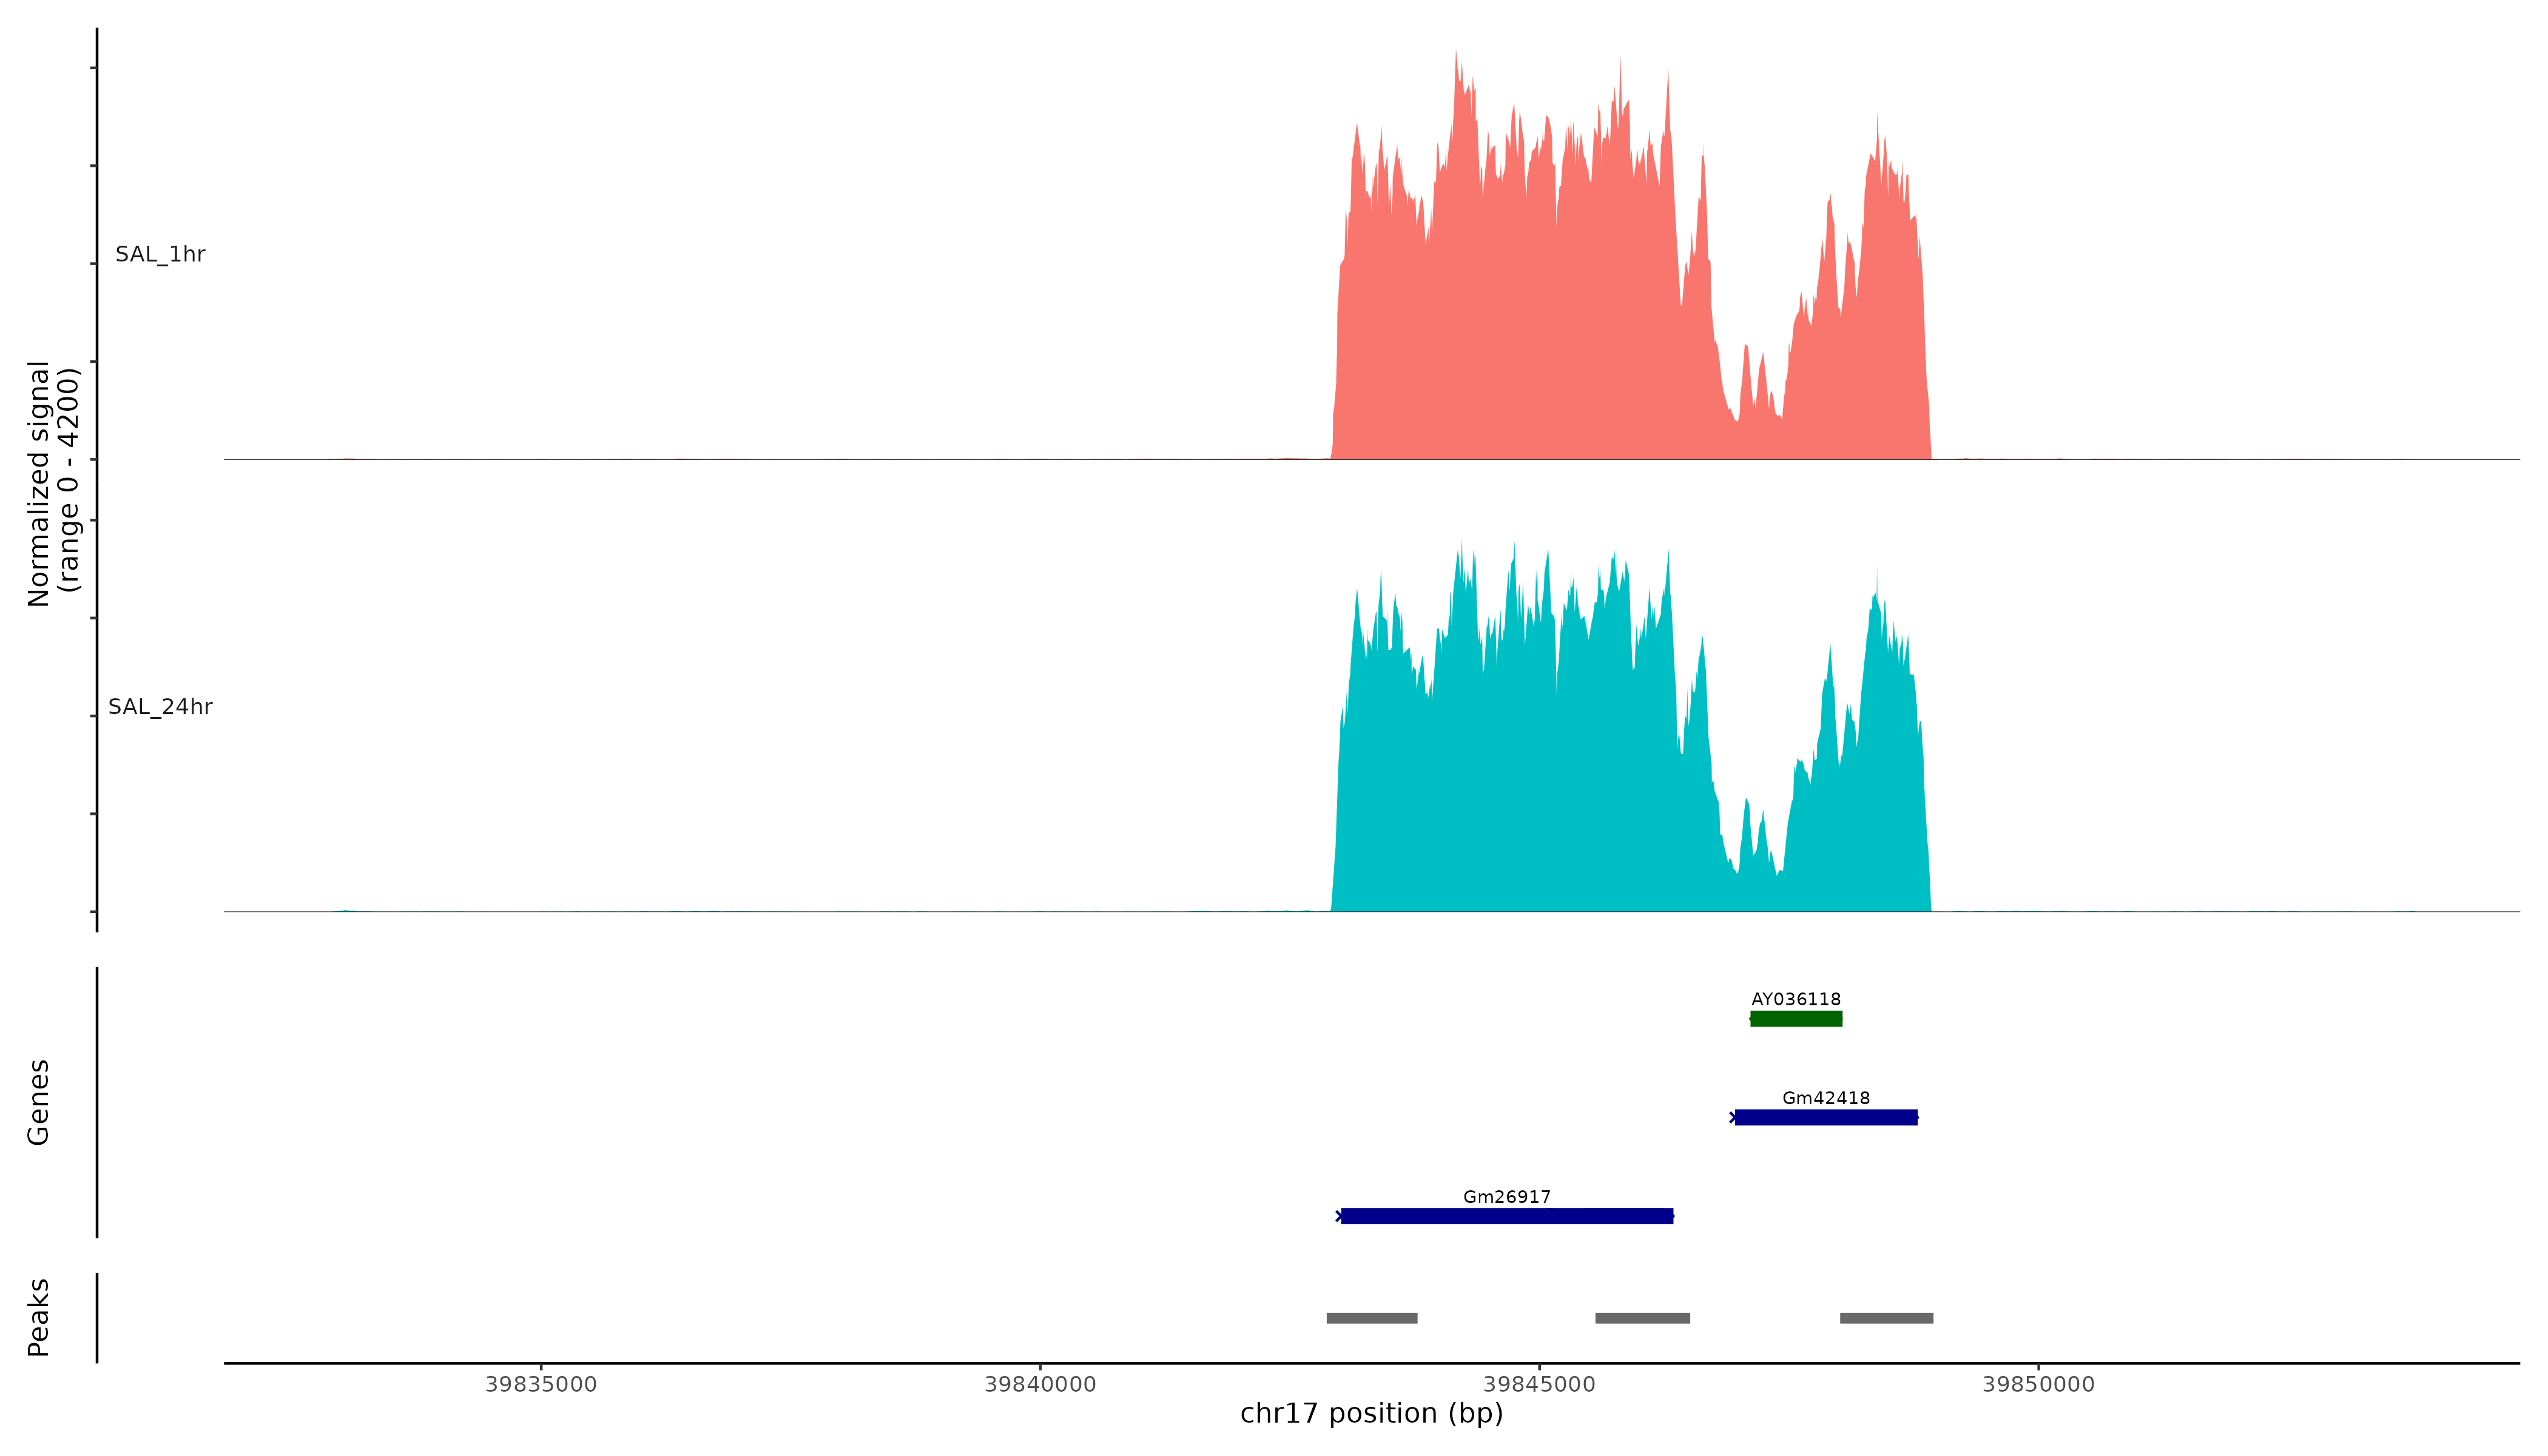 Normalized signal
(range 0 - 4200)
SAL_1hr
SAL_24hr
Genes
AY036118
Gm42418
Gm26917
Peaks
39835000
39840000
39845000
39850000
chr17 position (bp)